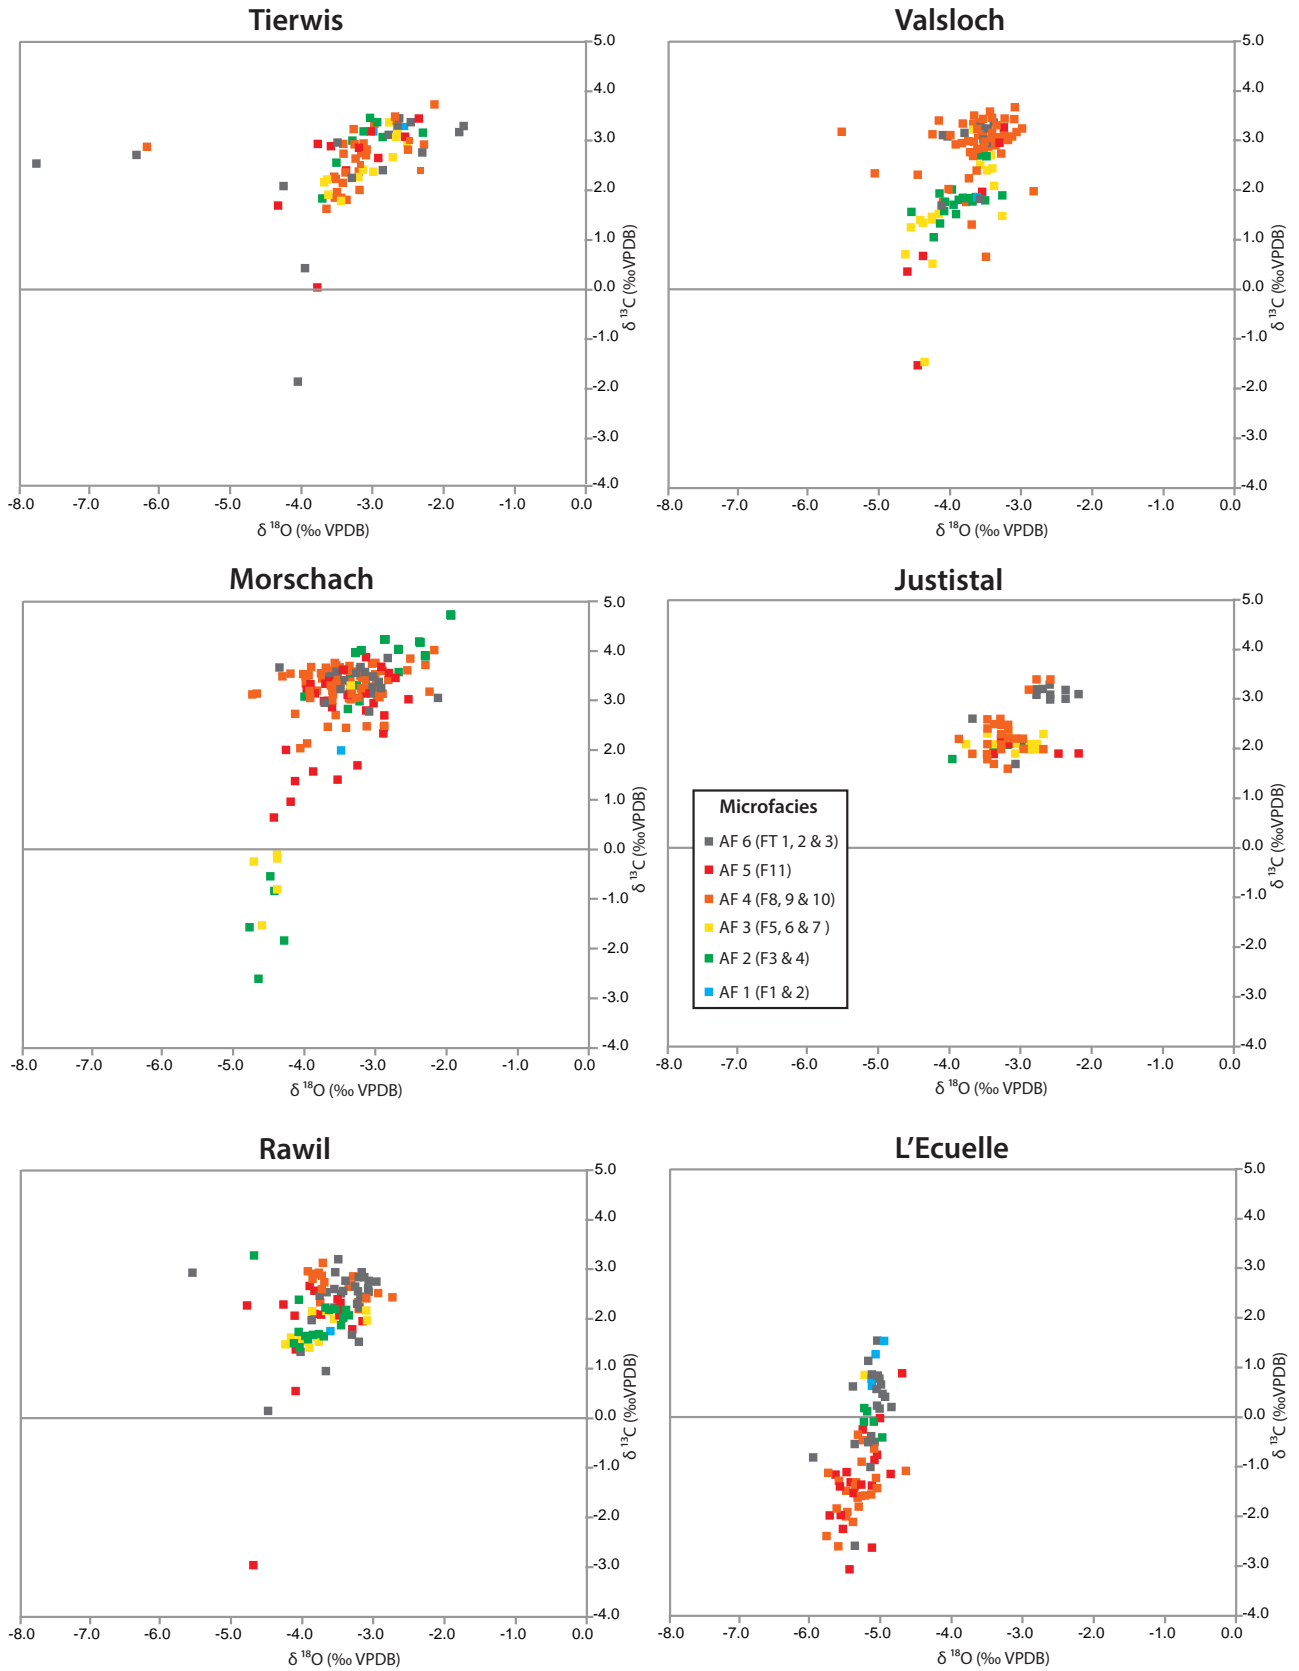 Tierwis
5.0
4.0
3.0
2.0
1.0
0.0
-1.0
-2.0
-3.0
-4.0
δ ¹³C (‰VPDB)
-8.0 -7.0 -6.0 -5.0 -4.0 -3.0 -2.0 -1.0 0.0
δ ¹⁸O (‰ VPDB)
Valsloch
5.0
4.0
3.0
2.0
1.0
0.0
-1.0
-2.0
-3.0
-4.0
δ ¹³C (‰VPDB)
-8.0 -7.0 -6.0 -5.0 -4.0 -3.0 -2.0 -1.0 0.0
δ ¹⁸O (‰ VPDB)
Morschach
5.0
4.0
3.0
2.0
1.0
0.0
-1.0
-2.0
-3.0
-4.0
δ ¹³C (‰VPDB)
-8.0 -7.0 -6.0 -5.0 -4.0 -3.0 -2.0 -1.0 0.0
δ ¹⁸O (‰ VPDB)
Justistal
5.0
4.0
3.0
2.0
1.0
0.0
-1.0
-2.0
-3.0
-4.0
δ ¹³C (‰VPDB)
Microfacies
AF 6 (FT 1, 2 & 3)
AF 5 (F11)
AF 4 (F8, 9 & 10)
AF 3 (F5, 6 & 7 )
AF 2 (F3 & 4)
AF 1 (F1 & 2)
-8.0 -7.0 -6.0 -5.0 -4.0 -3.0 -2.0 -1.0 0.0
δ ¹⁸O (‰ VPDB)
Rawil
5.0
4.0
3.0
2.0
1.0
0.0
-1.0
-2.0
-3.0
-4.0
δ ¹³C (‰VPDB)
-8.0 -7.0 -6.0 -5.0 -4.0 -3.0 -2.0 -1.0 0.0
δ ¹⁸O (‰ VPDB)
L’Ecuelle
5.0
4.0
3.0
2.0
1.0
0.0
-1.0
-2.0
-3.0
-4.0
δ ¹³C (‰VPDB)
-8.0 -7.0 -6.0 -5.0 -4.0 -3.0 -2.0 -1.0 0.0
δ ¹⁸O (‰ VPDB)